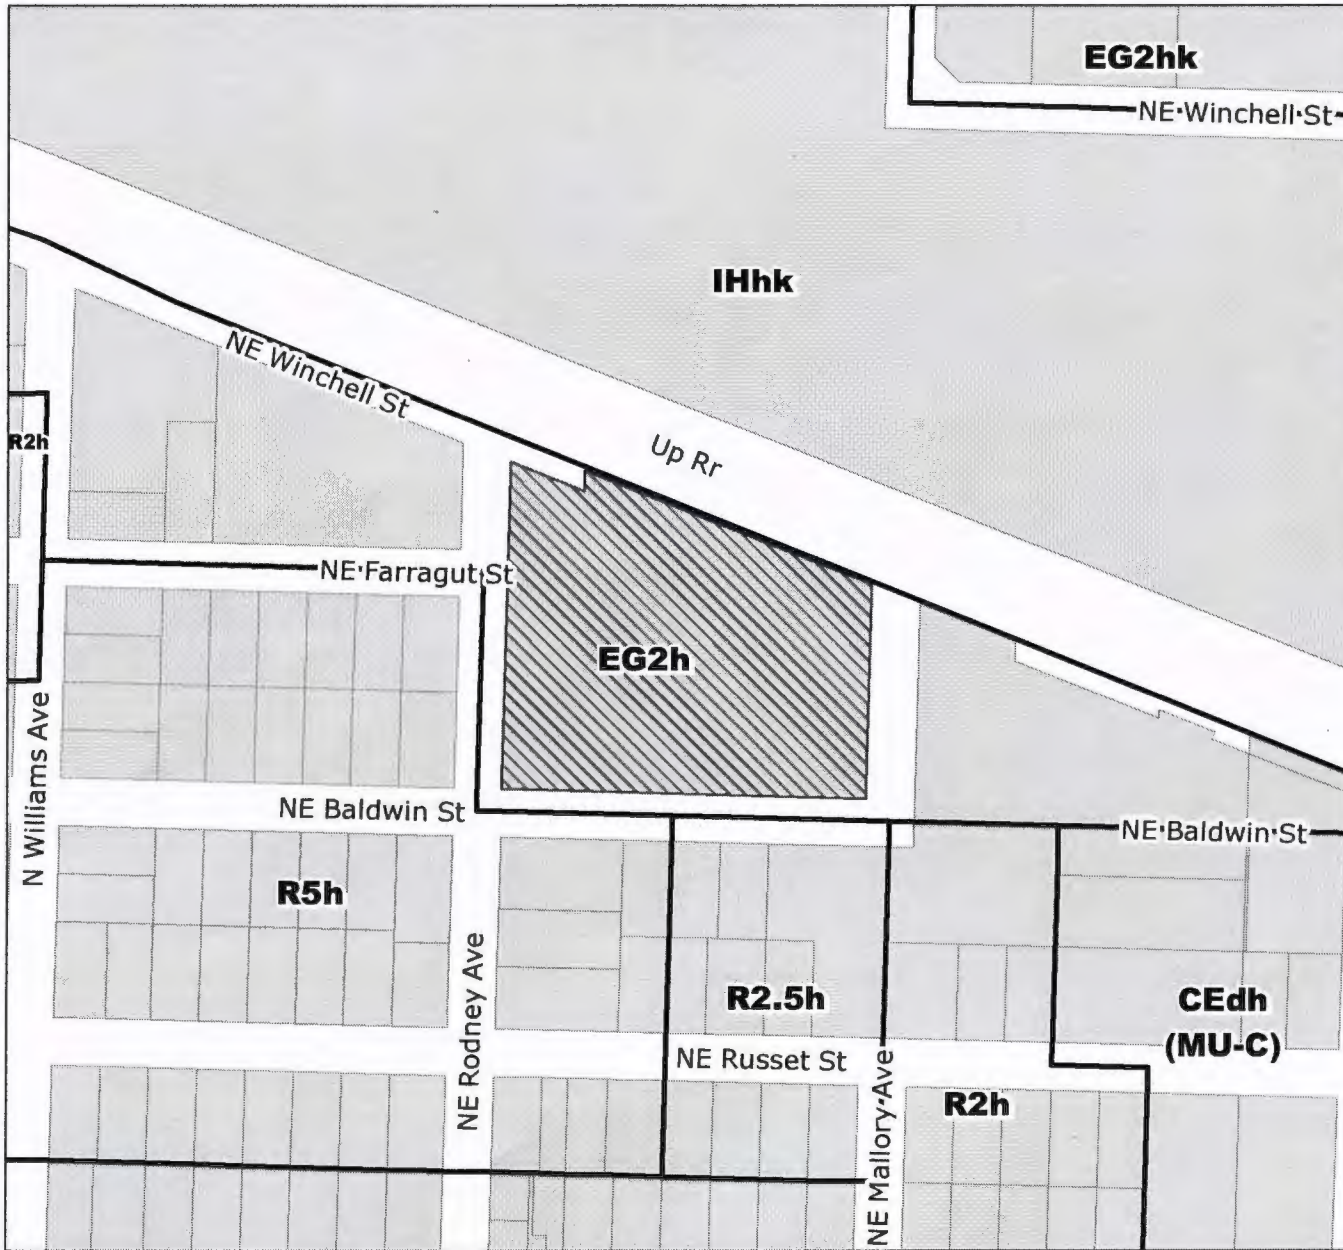 EG2hk
NE Winchell St
IHhk
NE Winchell St
R2h
Up Rr
NE Farragut St
EG2h
N Williams Ave
NE Baldwin St
NE Baldwin St
R5h
NE Rodney Ave
R2.5h
CEdh
(MU-C)
NE Russet St
NE Mallory Ave
R2h